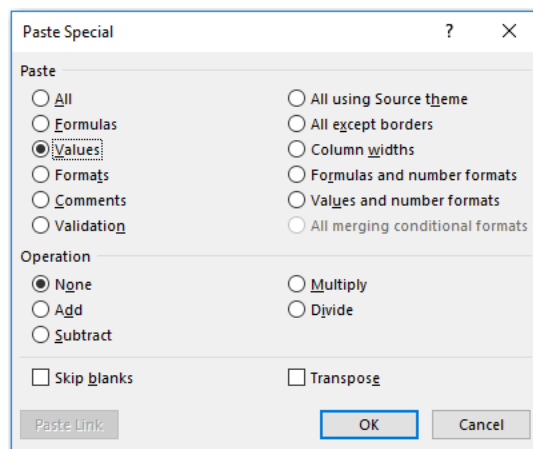 Paste Special ?
Paste
All
Formulas
Values
Formats
Comments
Validation
All using Source theme
All except borders
Column widths
Formulas and number formats
Values and number formats
All merging conditional formats
Operation
None
Add
Subtract
Multiply
Divide
Skip blanks
Transpose
Paste Link
OK
Cancel